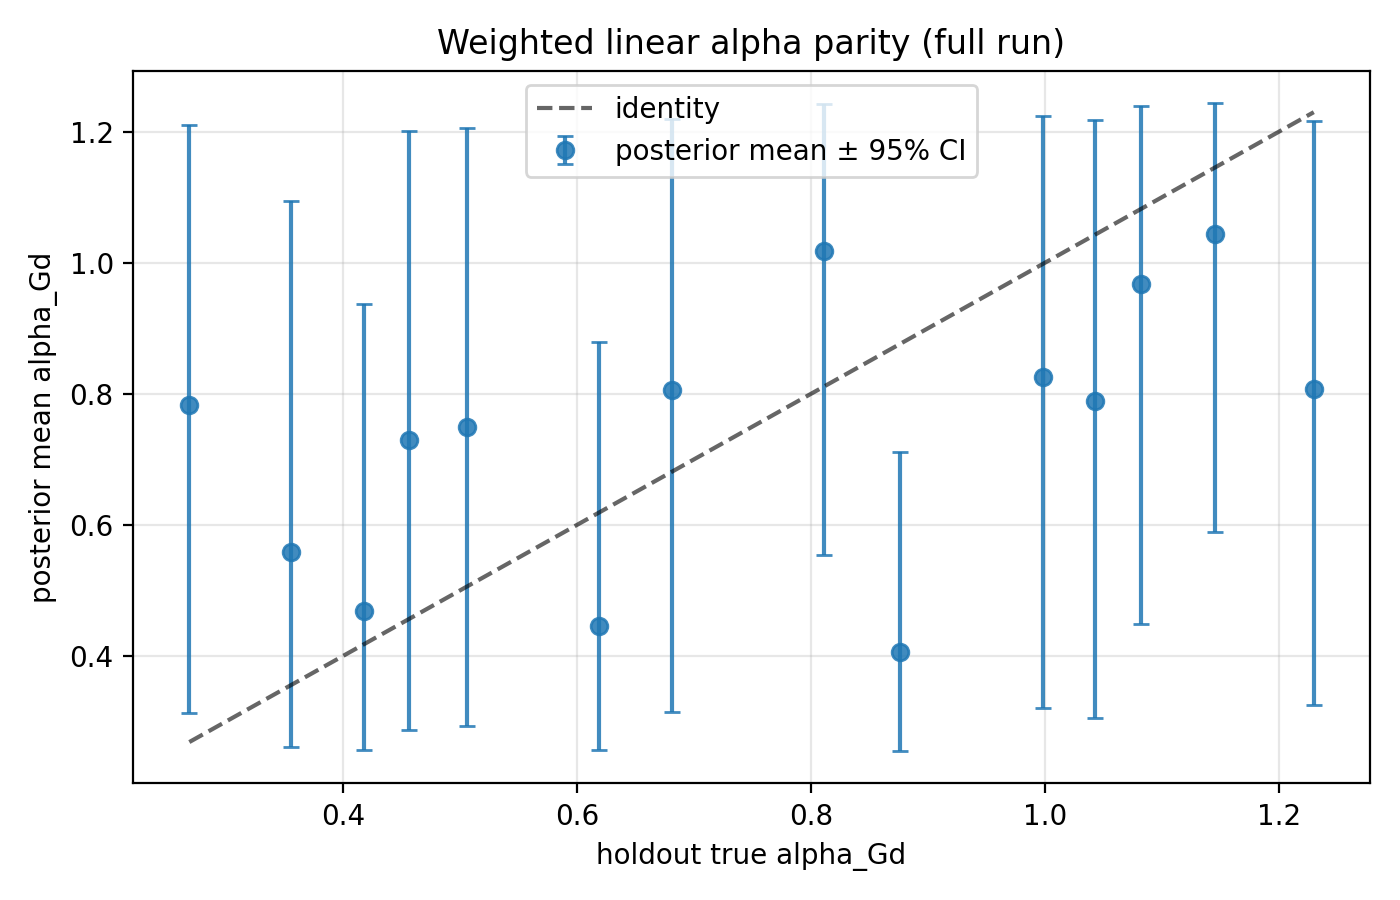 Weighted linear alpha parity (full run)
identity
posterior mean ± 95% CI
1.2
1.0
0.8
0.6
0.4
posterior mean alpha_Gd
0.4 0.6 0.8 1.0 1.2
holdout true alpha_Gd